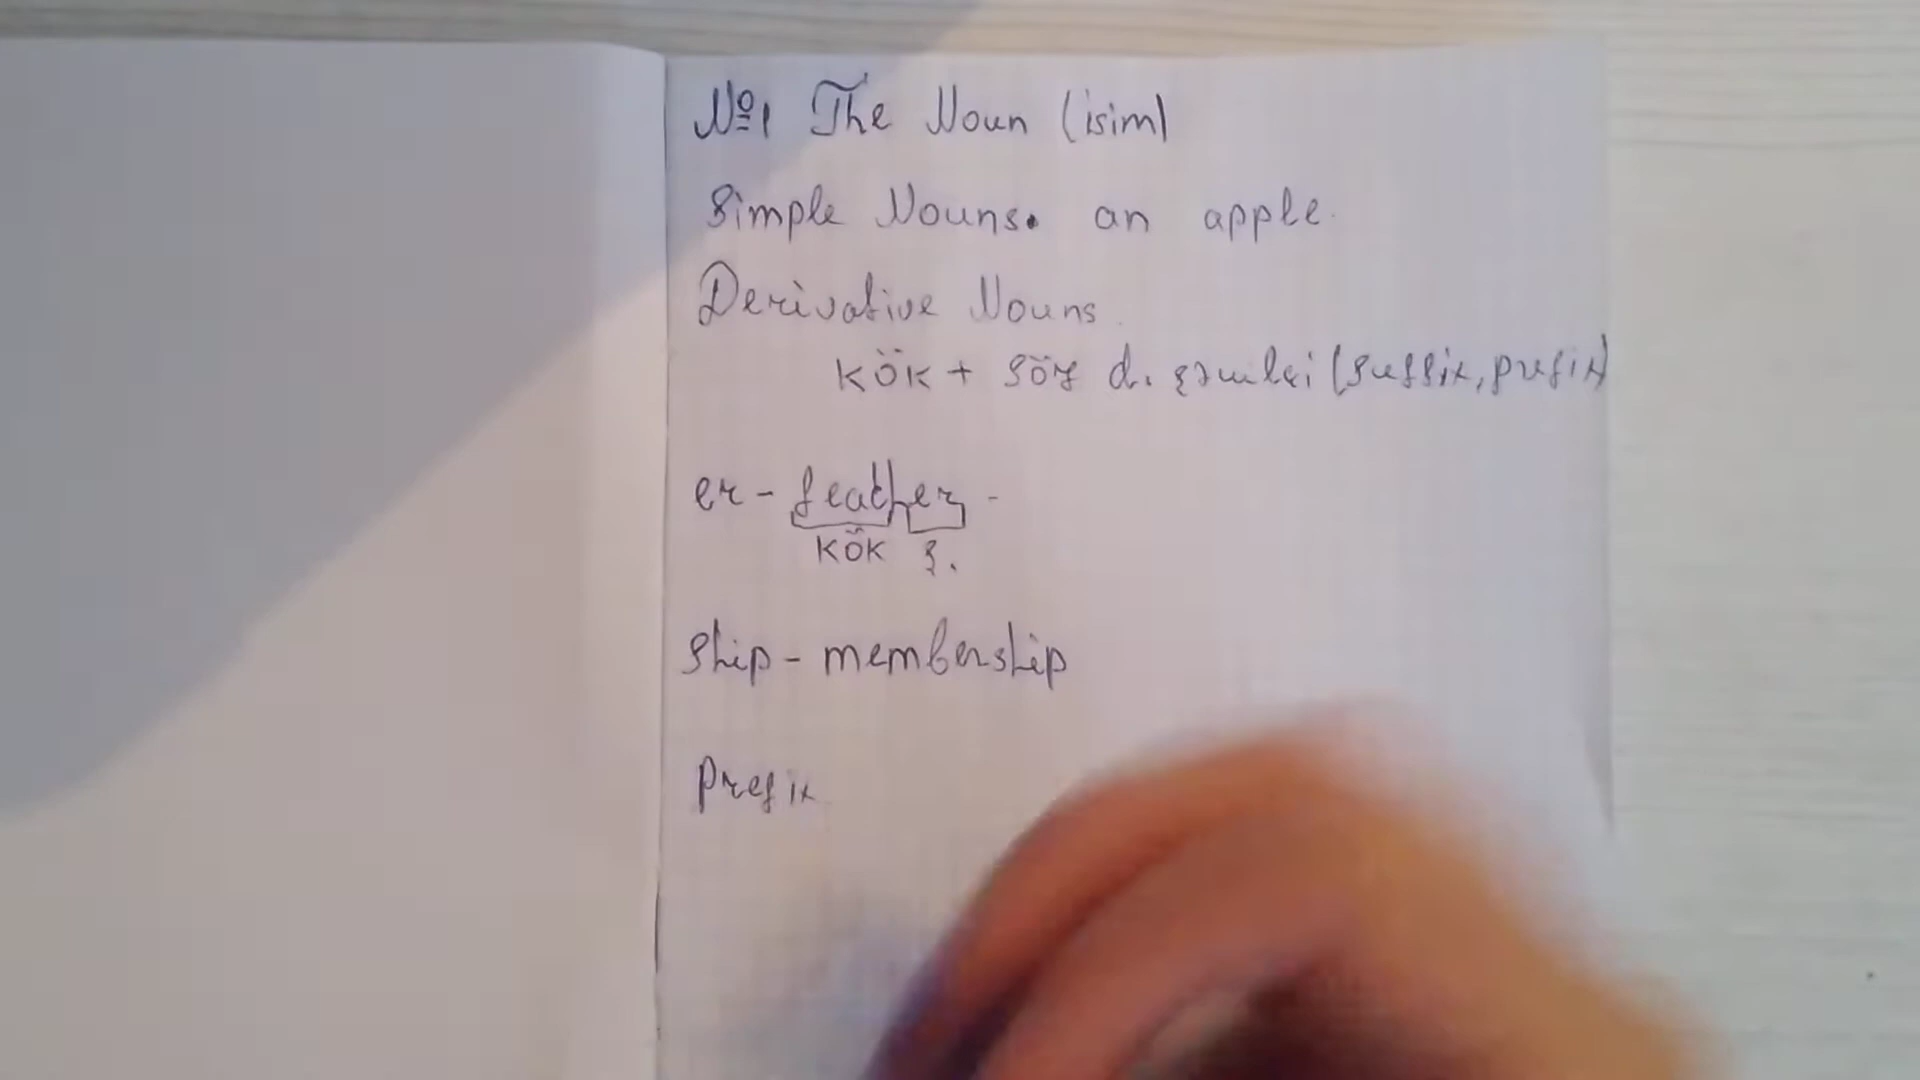 №1 The Noun (isim)
Simple Nouns. an apple.
Derivative Nouns.
KÖK + söz d. şəkilçi (suffix, prefix)
er - teacher -
KÖK ş.
ship - membership
Prefix